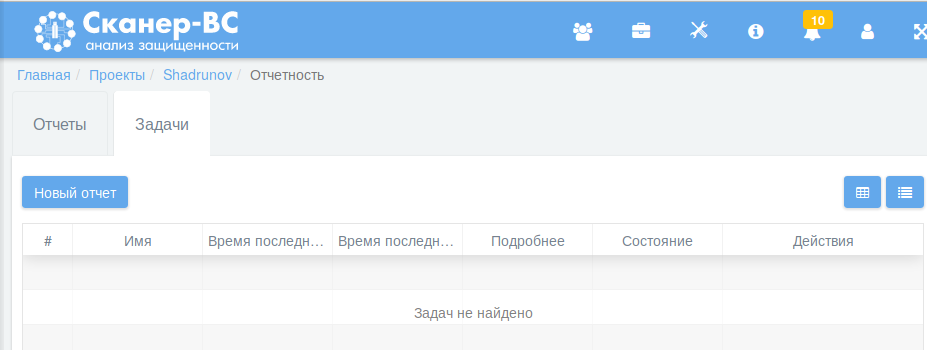 Сканер-ВС
анализ защищенности
10
Главная / Проекты / Shadrunov / Отчетность
Отчеты Задачи
Новый отчет
# Имя Время последн... Время последн... Подробнее Состояние Действия
Задач не найдено